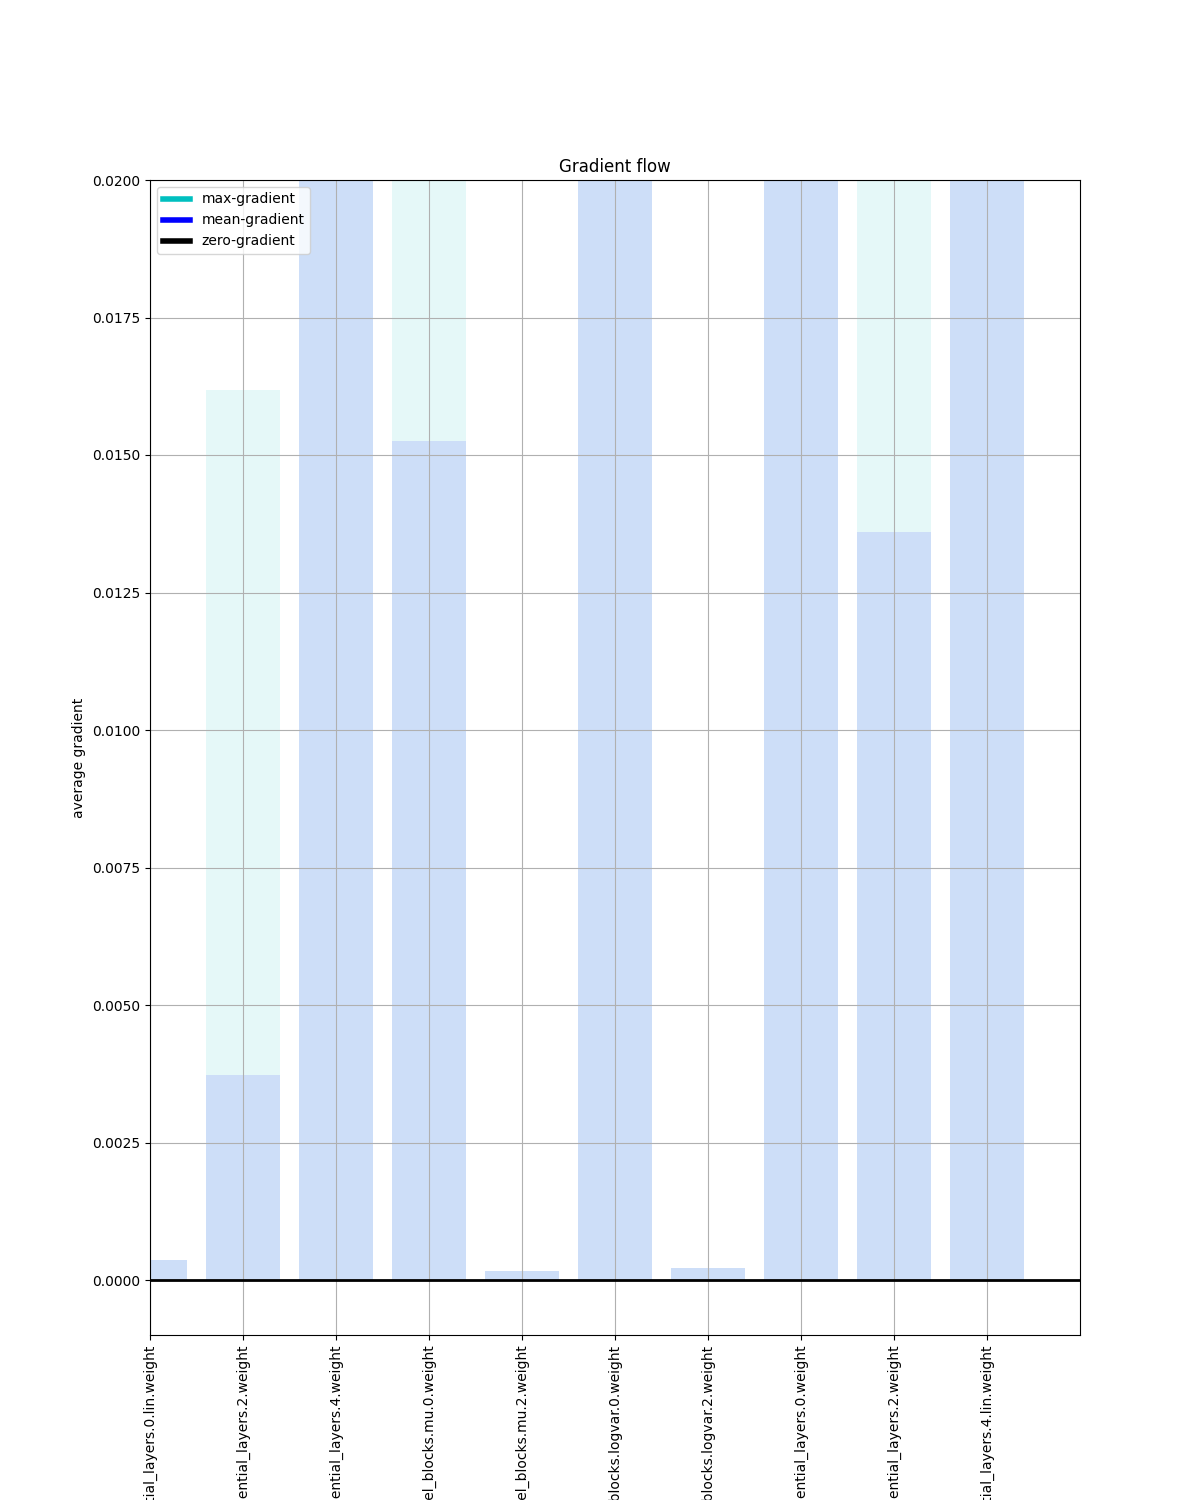 Gradient flow
max-gradient
mean-gradient
zero-gradient
0.0200
0.0175
0.0150
0.0125
0.0100
0.0075
0.0050
0.0025
0.0000
average gradient
tial_layers.0.lin.weight
ential_layers.2.weight
ential_layers.4.weight
el_blocks.mu.0.weight
el_blocks.mu.2.weight
blocks.logvar.0.weight
blocks.logvar.2.weight
ential_layers.0.weight
ential_layers.2.weight
tial_layers.4.lin.weight